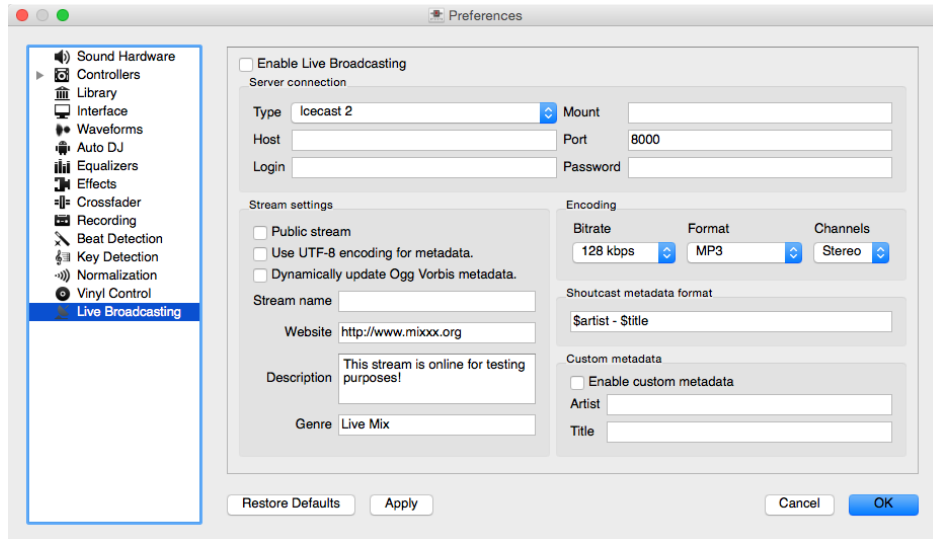 Preferences
Sound Hardware
Controllers
Library
Interface
Waveforms
Auto DJ
Equalizers
Effects
Crossfader
Recording
Beat Detection
Key Detection
Normalization
Vinyl Control
Live Broadcasting
Enable Live Broadcasting
Server connection
Type Icecast 2 Mount
Host Port 8000
Login Password
Stream settings
Public stream
Use UTF-8 encoding for metadata.
Dynamically update Ogg Vorbis metadata.
Stream name
Website http://www.mixxx.org
Description This stream is online for testing
purposes!
Genre Live Mix
Encoding
Bitrate Format Channels
128 kbps MP3 Stereo
Shoutcast metadata format
$artist - $title
Custom metadata
Enable custom metadata
Artist
Title
Restore Defaults Apply Cancel OK